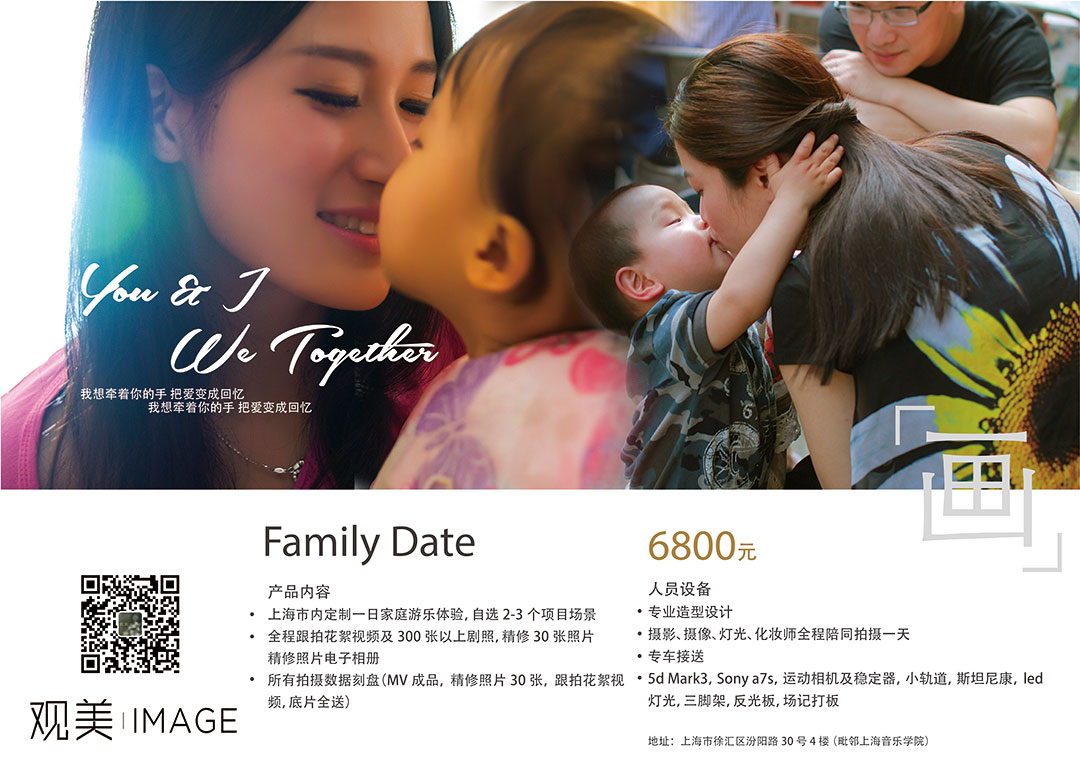 You & I
We Together
我想牵着你的手 把爱变成回忆
我想牵着你的手 把爱变成回忆
「画」
Family Date
产品内容
• 上海市内定制一日家庭游乐体验, 自选 2-3 个项目场景
• 全程跟拍花絮视频及 300 张以上剧照, 精修 30 张照片
精修照片电子相册
• 所有拍摄数据刻盘（MV 成品, 精修照片 30 张, 跟拍花絮视
频, 底片全送）
6800元
人员设备
• 专业造型设计
• 摄影、摄像、灯光、化妆师全程陪同拍摄一天
• 专车接送
• 5d Mark3, Sony a7s, 运动相机及稳定器, 小轨道, 斯坦尼康, led
灯光, 三脚架, 反光板, 场记打板
地址: 上海市徐汇区汾阳路 30 号 4 楼（毗邻上海音乐学院）
观美 | IMAGE